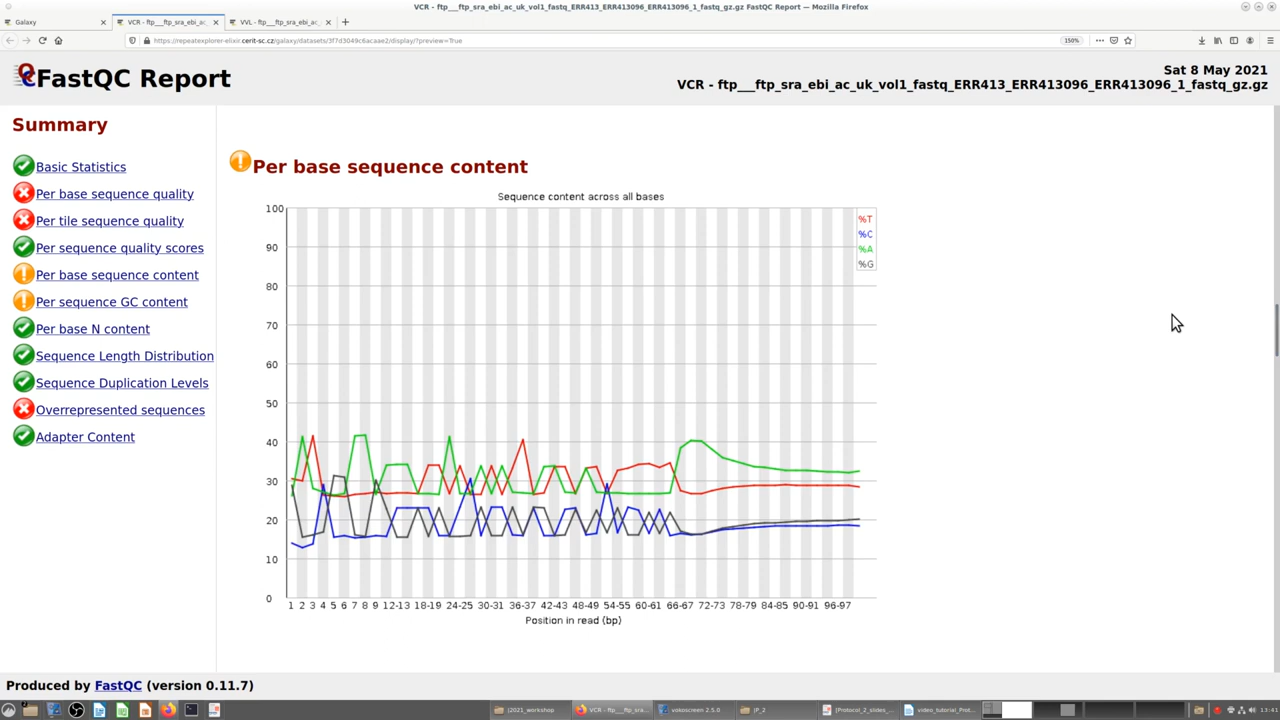 VCR - ftp___ftp_sra_ebi_ac_uk_vol1_fastq_ERR413_ERR413096_ERR413096_1_fastq_gz.gz FastQC Report — Mozilla Firefox
Galaxy
VCR - ftp___ftp_sra_ebi_ac
VVL - ftp___ftp_sra_ebi_ac
https://repeatexplorer-elixir.cerit-sc.cz/galaxy/datasets/3f7d3049c6acaae2/display/?preview=True
150%
FastQC Report
Sat 8 May 2021
VCR - ftp___ftp_sra_ebi_ac_uk_vol1_fastq_ERR413_ERR413096_ERR413096_1_fastq_gz.gz
Summary
Basic Statistics
Per base sequence quality
Per tile sequence quality
Per sequence quality scores
Per base sequence content
Per sequence GC content
Per base N content
Sequence Length Distribution
Sequence Duplication Levels
Overrepresented sequences
Adapter Content
Per base sequence content
Sequence content across all bases
%T
%C
%A
%G
100
90
80
70
60
50
40
30
20
10
0
1 2 3 4 5 6 7 8 9 12-13 18-19 24-25 30-31 36-37 42-43 48-49 54-55 60-61 66-67 72-73 78-79 84-85 90-91 96-97
Position in read (bp)
Produced by FastQC (version 0.11.7)
[2021_workshop
VCR - ftp___ftp_sra...
vokoscreen 2.5.0
[Protocol_2_slides_...
video_tutorial_Prot...
13:41